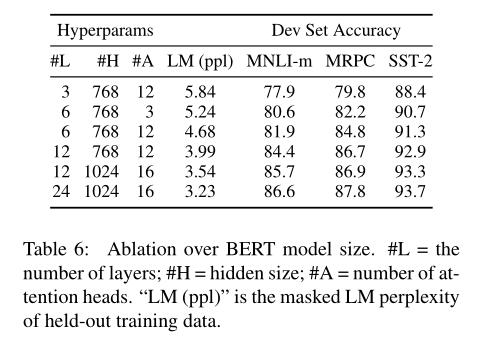 Hyperparams Dev Set Accuracy
#L #H #A LM (ppl) MNLI-m MRPC SST-2
3 768 12 5.84 77.9 79.8 88.4
6 768 3 5.24 80.6 82.2 90.7
6 768 12 4.68 81.9 84.8 91.3
12 768 12 3.99 84.4 86.7 92.9
12 1024 16 3.54 85.7 86.9 93.3
24 1024 16 3.23 86.6 87.8 93.7
Table 6: Ablation over BERT model size. #L = the
number of layers; #H = hidden size; #A = number of at-
tention heads. “LM (ppl)” is the masked LM perplexity
of held-out training data.